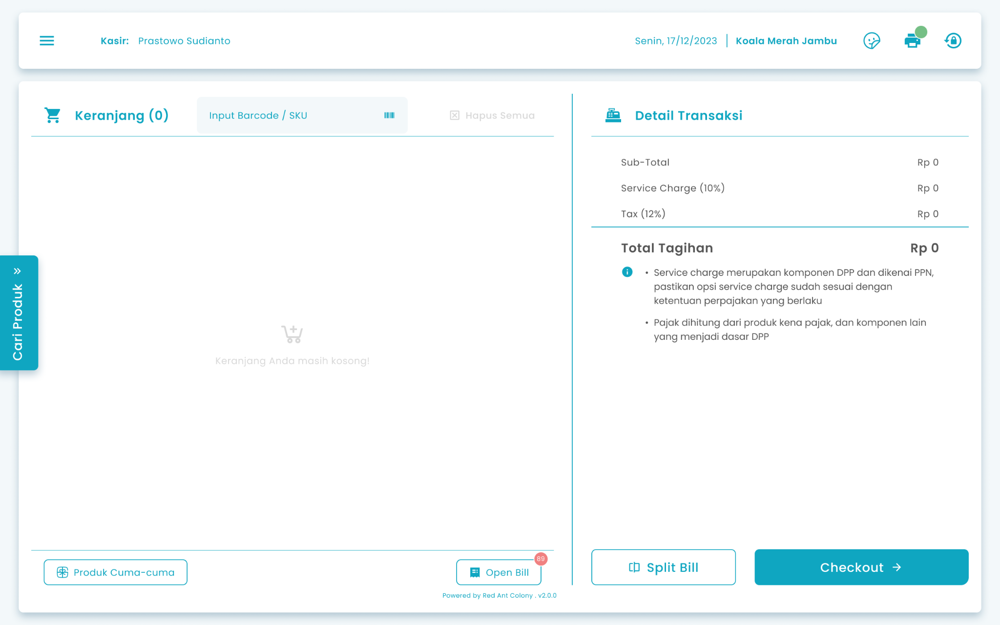 Kasir: Prastowo Sudianto
Senin, 17/12/2023 Koala Merah Jambu
Keranjang (0)
Input Barcode / SKU
Hapus Semua
Keranjang Anda masih kosong!
Cari Produk »
Produk Cuma-cuma
Open Bill
89
Powered by Red Ant Colony . v2.0.0
Detail Transaksi
Sub-Total Rp 0
Service Charge (10%) Rp 0
Tax (12%) Rp 0
Total Tagihan Rp 0
• Service charge merupakan komponen DPP dan dikenai PPN,
pastikan opsi service charge sudah sesuai dengan
ketentuan perpajakan yang berlaku
• Pajak dihitung dari produk kena pajak, dan komponen lain
yang menjadi dasar DPP
Split Bill
Checkout →